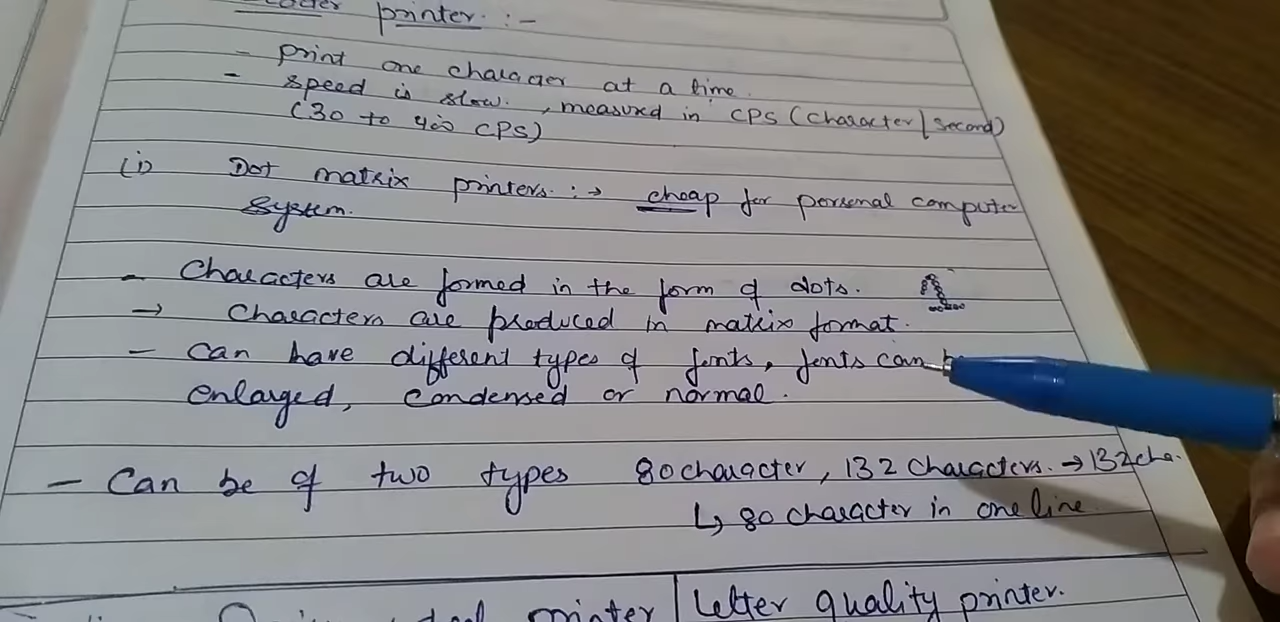 printer :-
- print one character at a time.
- speed is slow. , measured in CPS (Character/second)
(30 to 400 CPS)
(i) Dot matrix printers :→ cheap for personal computer
system.
- Characters are formed in the form of dots.
→ Characters are produced in matrix format.
- Can have different types of fonts, fonts can
enlarged, condensed or normal.
- Can be of two types 80 character, 132 characters. → 132 cha.
↳ 80 character in one line.
printer | Letter quality printer.